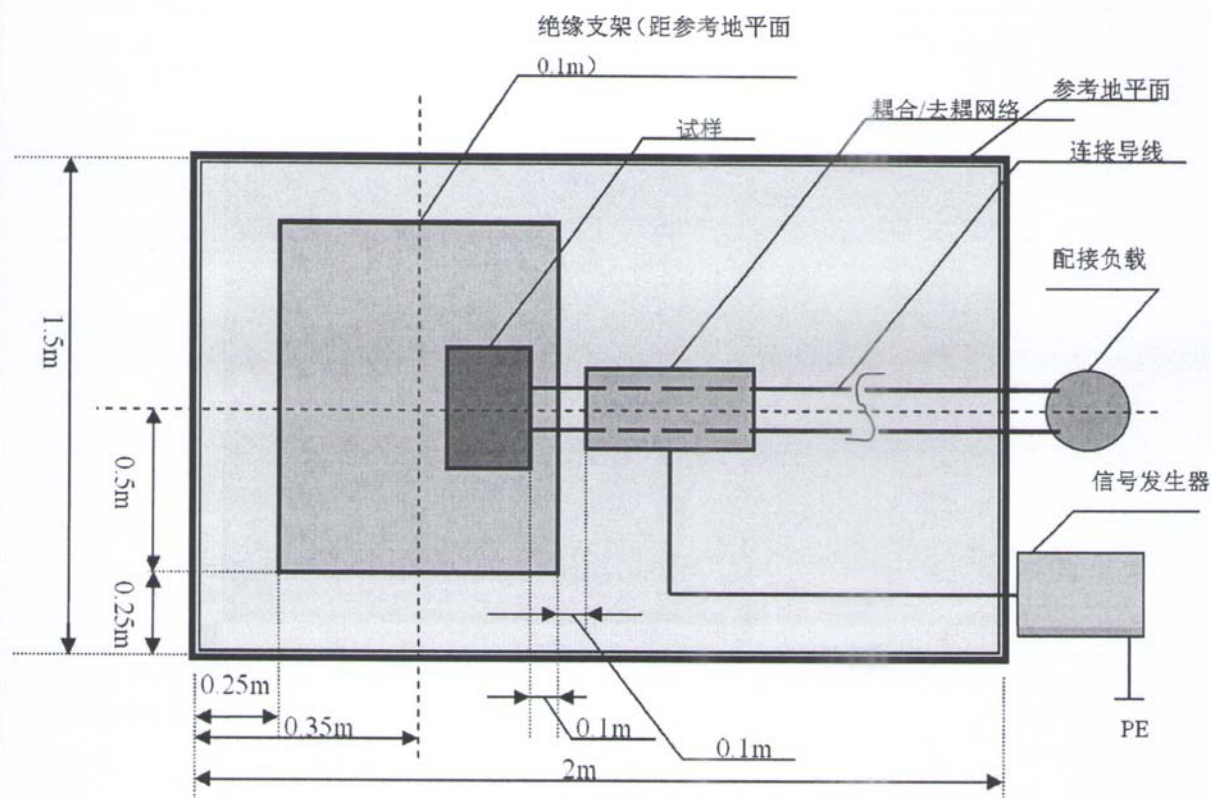 绝缘支架（距参考地平面
0.1m）
参考地平面
耦合/去耦网络
试样
连接导线
配接负载
1.5m
0.5m
信号发生器
0.25m
0.25m
0.35m
0.1m
0.1m
PE
2m